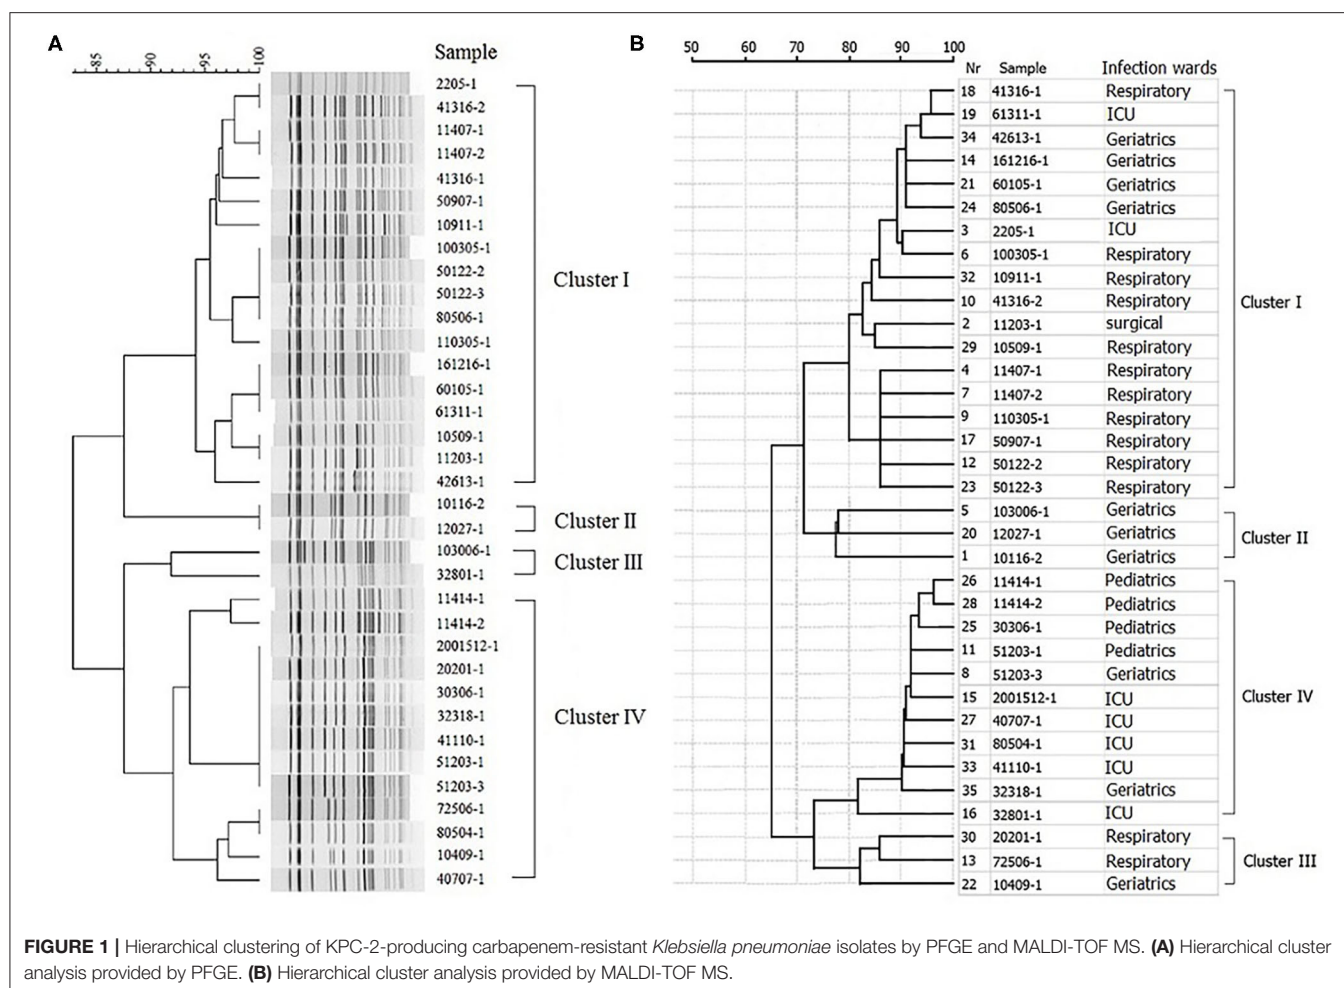 A
85 90 95 100
Sample
2205-1
41316-2
11407-1
11407-2
41316-1
50907-1
10911-1
100305-1
50122-2
50122-3
80506-1
110305-1
161216-1
60105-1
61311-1
10509-1
11203-1
42613-1
10116-2
12027-1
103006-1
32801-1
11414-1
11414-2
2001512-1
20201-1
30306-1
32318-1
41110-1
51203-1
51203-3
72506-1
80504-1
10409-1
40707-1
Cluster I
Cluster II
Cluster III
Cluster IV
B
50 60 70 80 90 100
Nr Sample Infection wards
18 41316-1 Respiratory
19 61311-1 ICU
34 42613-1 Geriatrics
14 161216-1 Geriatrics
21 60105-1 Geriatrics
24 80506-1 Geriatrics
3 2205-1 ICU
6 100305-1 Respiratory
32 10911-1 Respiratory
10 41316-2 Respiratory
2 11203-1 surgical
29 10509-1 Respiratory
4 11407-1 Respiratory
7 11407-2 Respiratory
9 110305-1 Respiratory
17 50907-1 Respiratory
12 50122-2 Respiratory
23 50122-3 Respiratory
5 103006-1 Geriatrics
20 12027-1 Geriatrics
1 10116-2 Geriatrics
26 11414-1 Pediatrics
28 11414-2 Pediatrics
25 30306-1 Pediatrics
11 51203-1 Pediatrics
8 51203-3 Geriatrics
15 2001512-1 ICU
27 40707-1 ICU
31 80504-1 ICU
33 41110-1 ICU
35 32318-1 Geriatrics
16 32801-1 ICU
30 20201-1 Respiratory
13 72506-1 Respiratory
22 10409-1 Geriatrics
Cluster I
Cluster II
Cluster IV
Cluster III
FIGURE 1 | Hierarchical clustering of KPC-2-producing carbapenem-resistant Klebsiella pneumoniae isolates by PFGE and MALDI-TOF MS. (A) Hierarchical cluster
analysis provided by PFGE. (B) Hierarchical cluster analysis provided by MALDI-TOF MS.